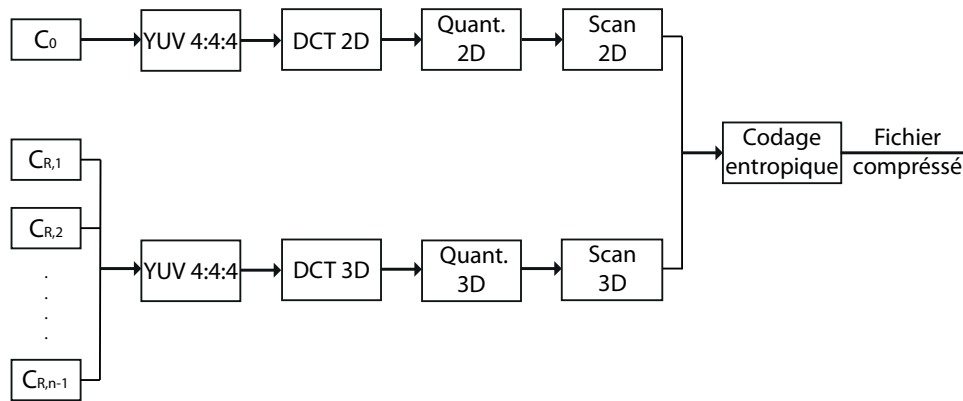 C0
YUV 4:4:4
DCT 2D
Quant.
2D
Scan
2D
CR,1
CR,2
.
.
.
.
CR,n-1
YUV 4:4:4
DCT 3D
Quant.
3D
Scan
3D
Codage
entropique
Fichier
compréssé